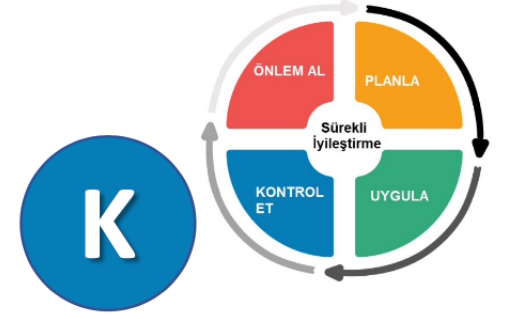 ÖNLEM AL
PLANLA
Sürekli
İyileştirme
KONTROL
ET
UYGULA
K